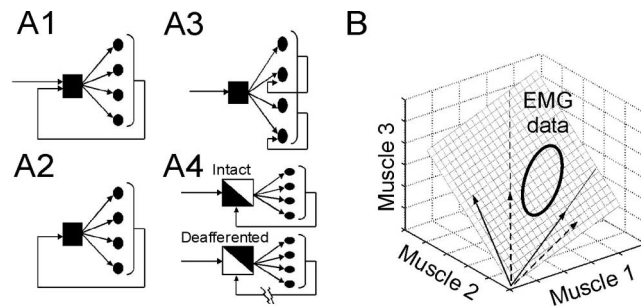 A1
A3
B
EMG
data
Muscle 3
A2
A4
Intact
Deafferented
Muscle 2
Muscle 1